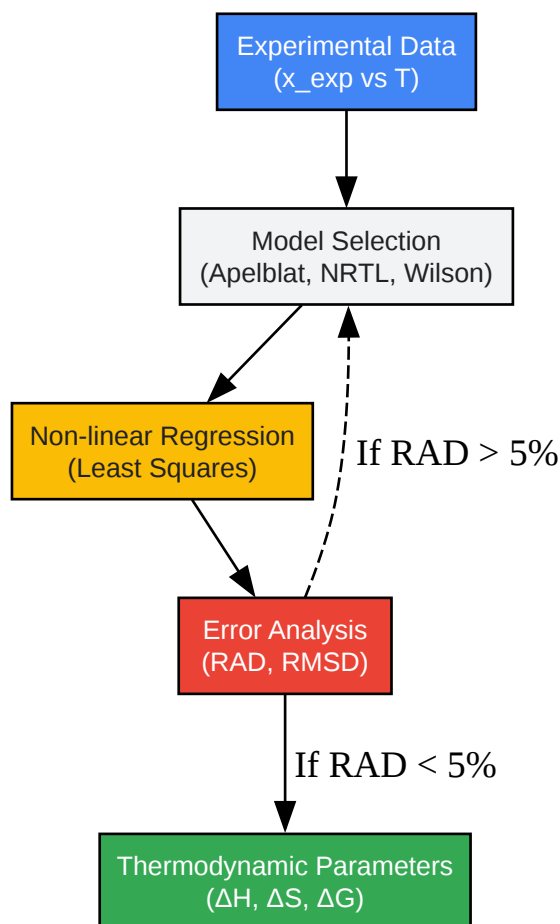 Experimental Data
(x_exp vs T)
Model Selection
(Apelblat, NRTL, Wilson)
Non-linear Regression
(Least Squares)
If RAD > 5%
Error Analysis
(RAD, RMSD)
If RAD < 5%
Thermodynamic Parameters
(ΔH, ΔS, ΔG)